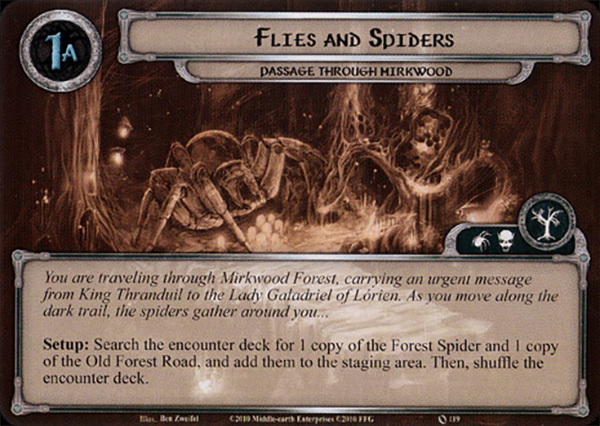 1A
FLIES AND SPIDERS
PASSAGE THROUGH MIRKWOOD
You are traveling through Mirkwood Forest, carrying an urgent message
from King Thranduil to the Lady Galadriel of Lórien. As you move along the
dark trail, the spiders gather around you...
Setup: Search the encounter deck for 1 copy of the Forest Spider and 1 copy
of the Old Forest Road, and add them to the staging area. Then, shuffle the
encounter deck.
Illus. Ben Zweifel ©2010 Middle-earth Enterprises ©2010 FFG 119